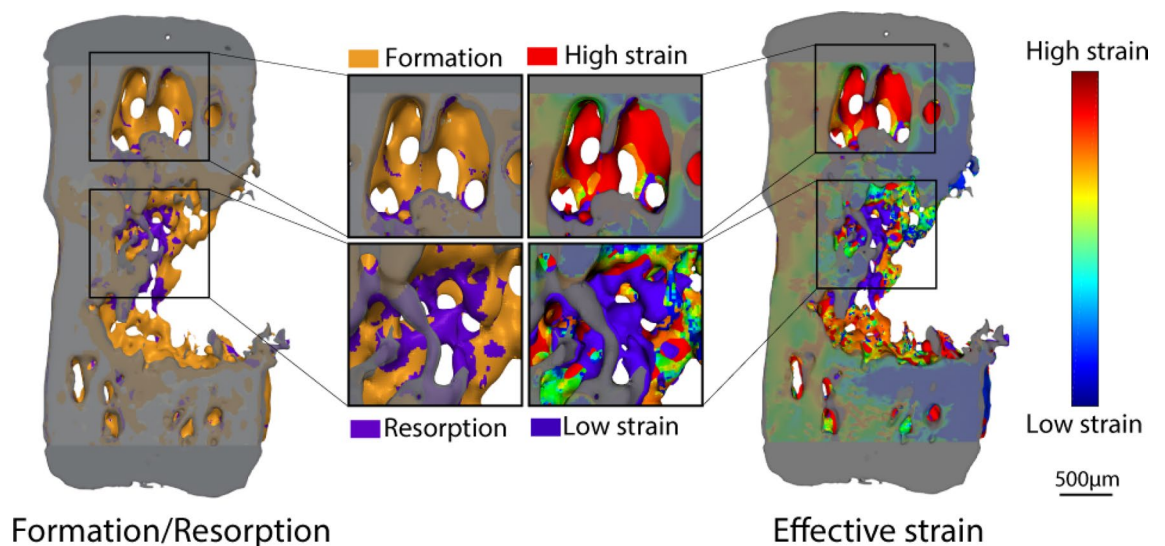 Formation
High strain
Resorption
Low strain
High strain
Low strain
500μm
Formation/Resorption
Effective strain